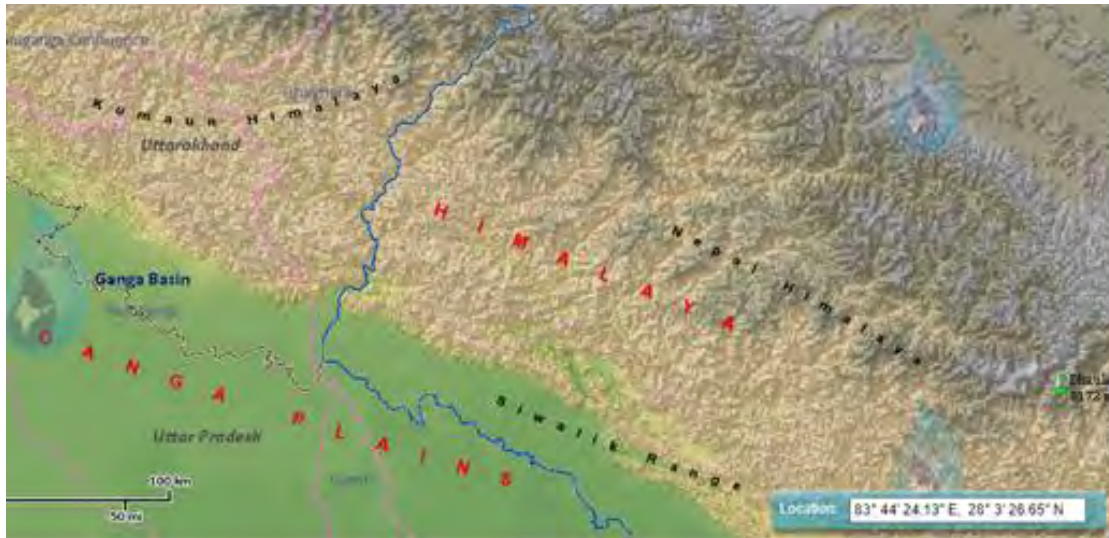 Kumaun Himalaya
Uttarakhand
HIMALAYA
Nepal Himalaya
Ganga Basin
GANGA PLAINS
Siwalik Range
Uttar Pradesh
100 km
50 mi
Location: 83° 44' 24.13" E, 28° 3' 26.65" N